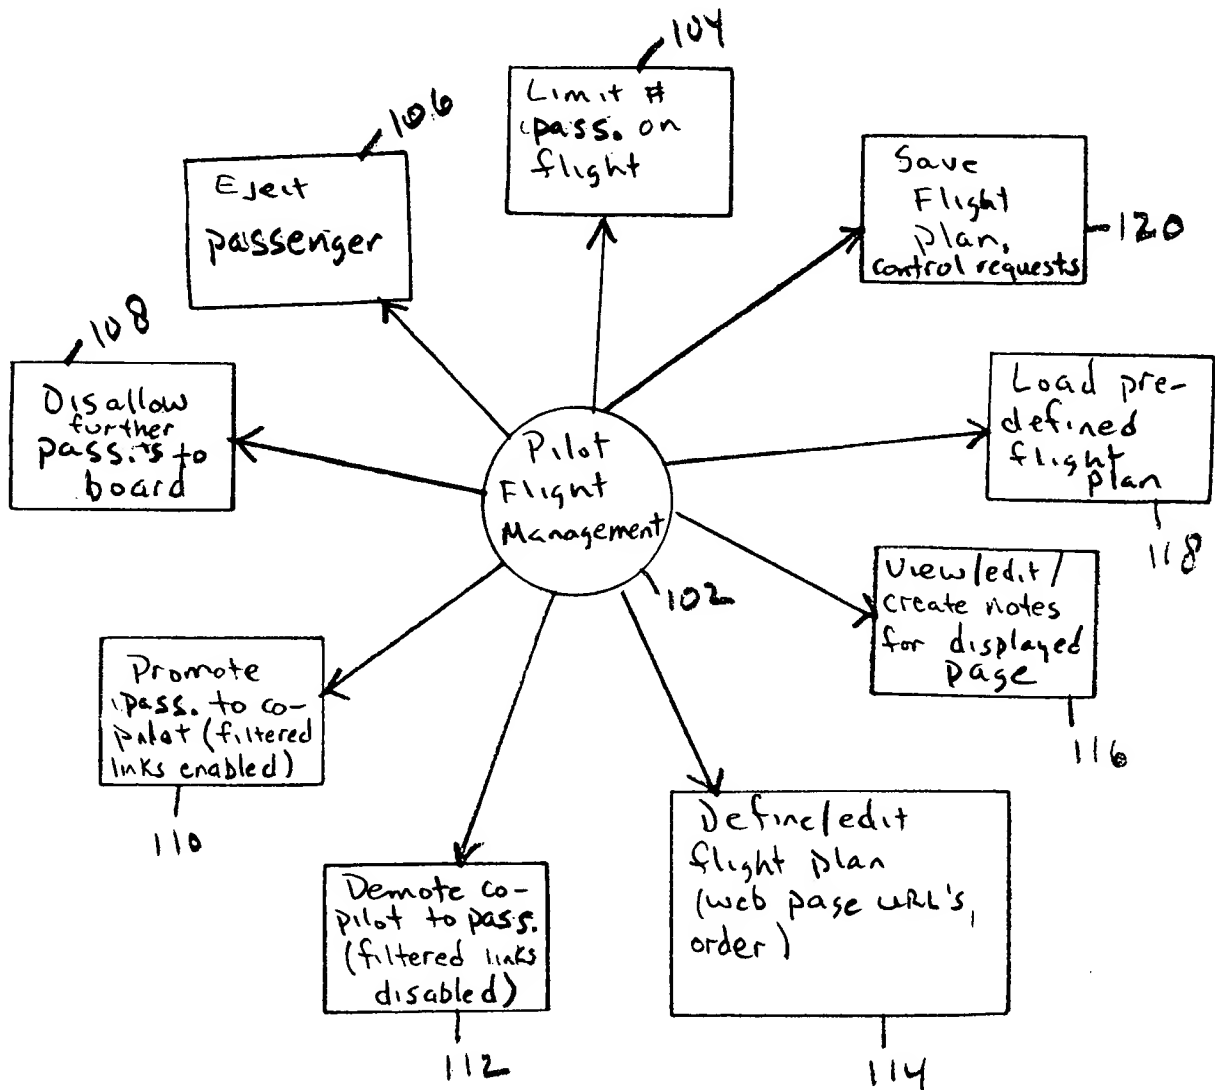 104
Limit #
pass. on
flight
106
Eject
passenger
Save
Flight
plan,
control requests
120
108
Disallow
further
pass.'s to
board
Load pre-
defined
flight
plan
118
Pilot
Flight
Management
102
View/edit/
create notes
for displayed
page
116
Promote
pass. to co-
pilot (filtered
links enabled)
110
Define/edit
flight plan
(web page URL's,
order)
114
Demote co-
pilot to pass.
(filtered links
disabled)
112